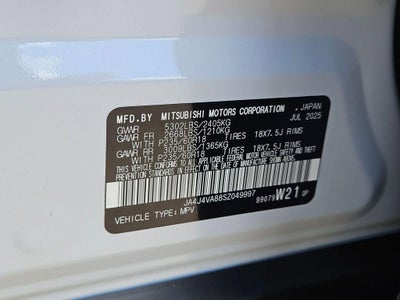 MFD.BY MITSUBISHI MOTORS CORPORATION, JAPAN
GVWR 5302LBS/2405KG JUL 2025
GAWR FR 2668LBS/1210KG
WITH P235/60R18 TIRES 18X7.5J RIMS
GAWR RR 3009LBS/1365KG
WITH P235/60R18 TIRES 18X7.5J RIMS
JA4J4VA88SZ049997
VEHICLE TYPE: MPV 99079 W21 OP